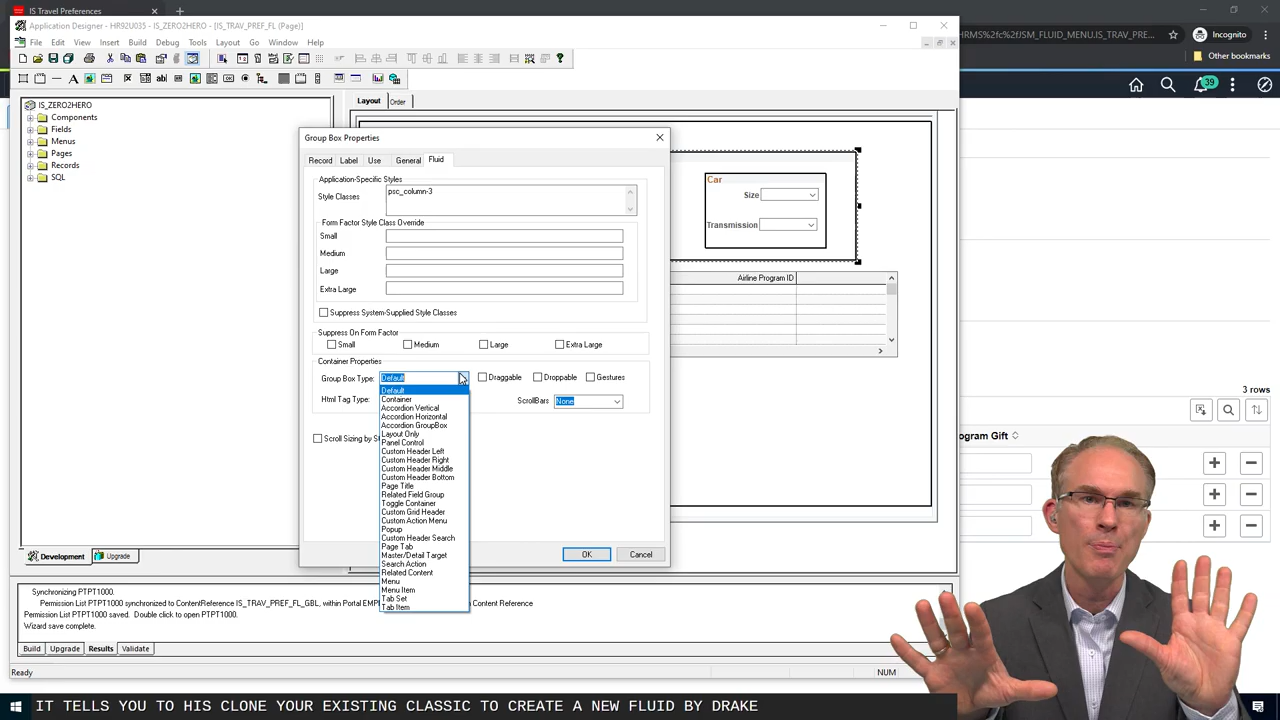 IS Travel Preferences
Application Designer - HR92U035 - IS_ZERO2HERO - [IS_TRAV_PREF_FL (Page)]
File Edit View Insert Build Debug Tools Layout Go Window Help
HRMS%2c%2fJSM_FLUID_MENU.IS_TRAV_PRE...
Incognito
Other bookmarks
39
IS_ZERO2HERO
Components
Fields
Menus
Pages
Records
SQL
Layout Order
Group Box Properties
Record Label Use General Fluid
Application-Specific Styles
Style Classes psc_column-3
Form Factor Style Class Override
Small
Medium
Large
Extra Large
Suppress System-Supplied Style Classes
Suppress On Form Factor
Small Medium Large Extra Large
Container Properties
Group Box Type: Default Draggable Droppable Gestures
Html Tag Type: ScrollBars None
Scroll Sizing by S
Default
Container
Accordion Vertical
Accordion Horizontal
Accordion GroupBox
Layout Only
Panel Control
Custom Header Left
Custom Header Right
Custom Header Middle
Custom Header Bottom
Page Title
Related Field Group
Toggle Container
Custom Grid Header
Custom Action Menu
Popup
Custom Header Search
Page Tab
Master/Detail Target
Search Action
Related Content
Menu
Menu Item
Tab Set
Tab Item
OK Cancel
Car
Size
Transmission
Airline Program ID
3 rows
ogram Gift
Development Upgrade
Synchronizing PTPT1000.
Permission List PTPT1000 synchronized to ContentReference IS_TRAV_PREF_FL_GBL, within Portal EMP
Content Reference
Permission List PTPT1000 saved. Double click to open PTPT1000.
Wizard save complete.
Build Upgrade Results Validate
Ready
NUM
IT TELLS YOU TO HIS CLONE YOUR EXISTING CLASSIC TO CREATE A NEW FLUID BY DRAKE